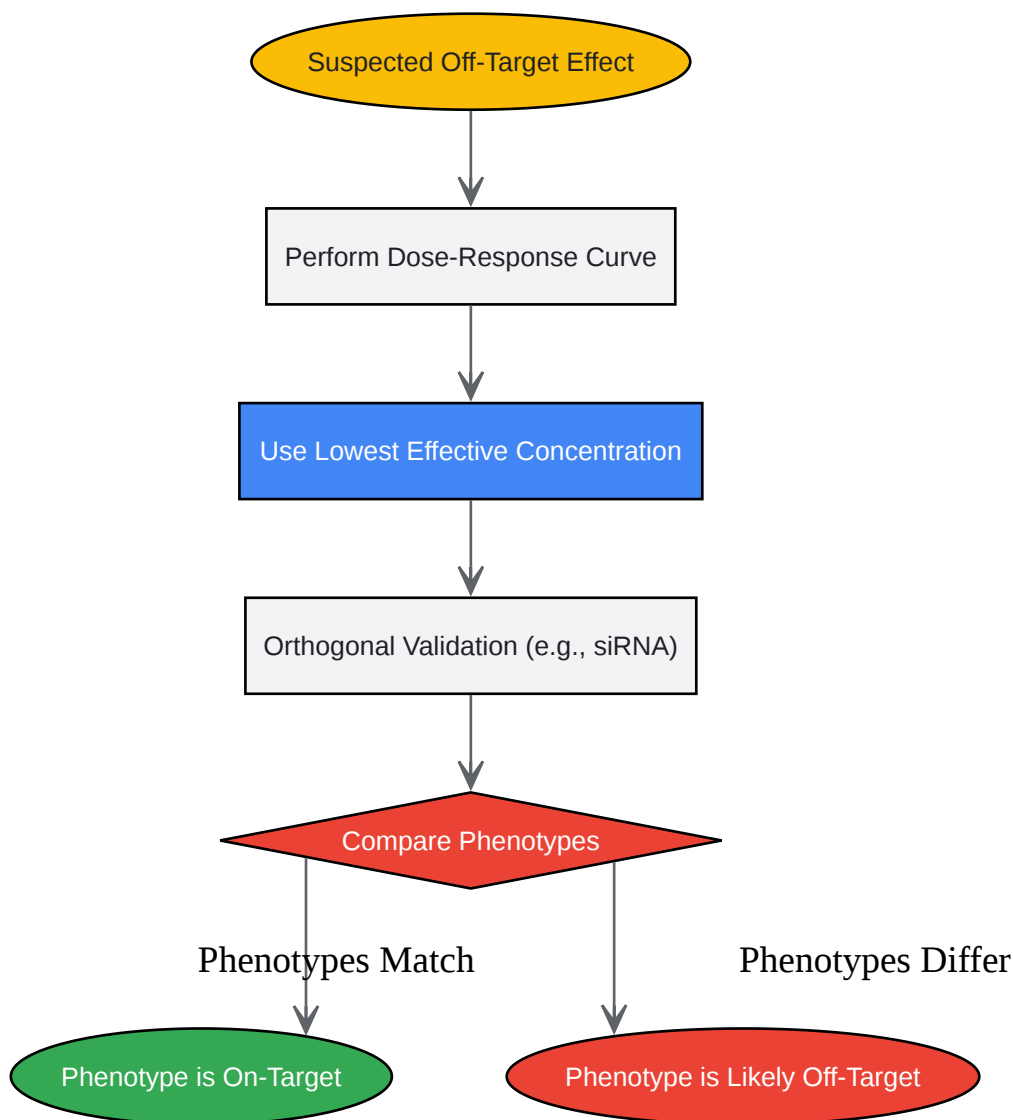 Suspected Off-Target Effect
Perform Dose-Response Curve
Use Lowest Effective Concentration
Orthogonal Validation (e.g., siRNA)
Compare Phenotypes
Phenotypes Match
Phenotypes Differ
Phenotype is On-Target
Phenotype is Likely Off-Target